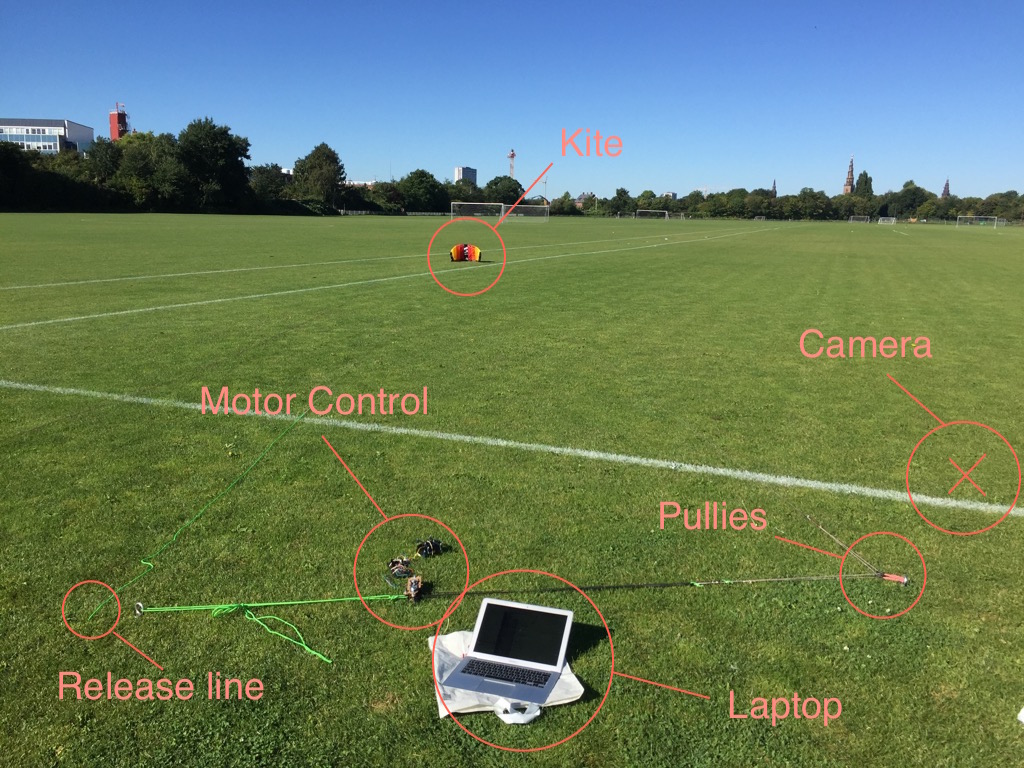 Kite
Camera
Motor Control
Pullies
Release line
Laptop